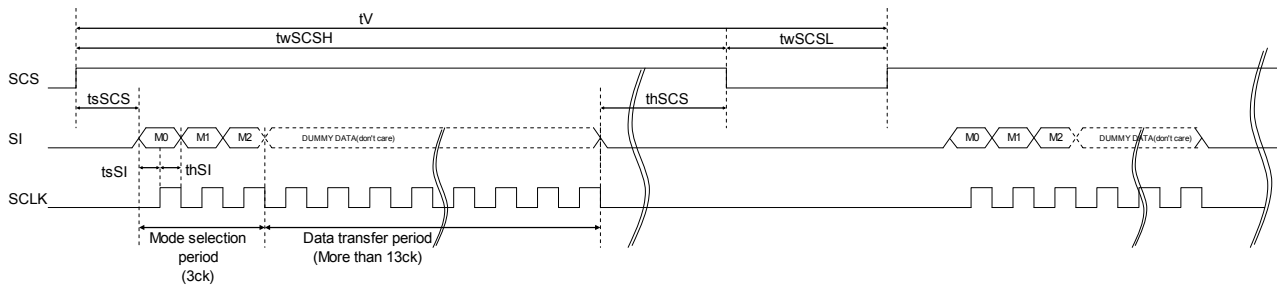 tV
twSCSH
twSCSL
SCS
tsSCS
thSCS
M0
M1
M2
DUMMY DATA(don't care)
M0
M1
M2
DUMMY DATA(don't care)
SI
tsSI
thSI
SCLK
Mode selection
period
(3ck)
Data transfer period
(More than 13ck)